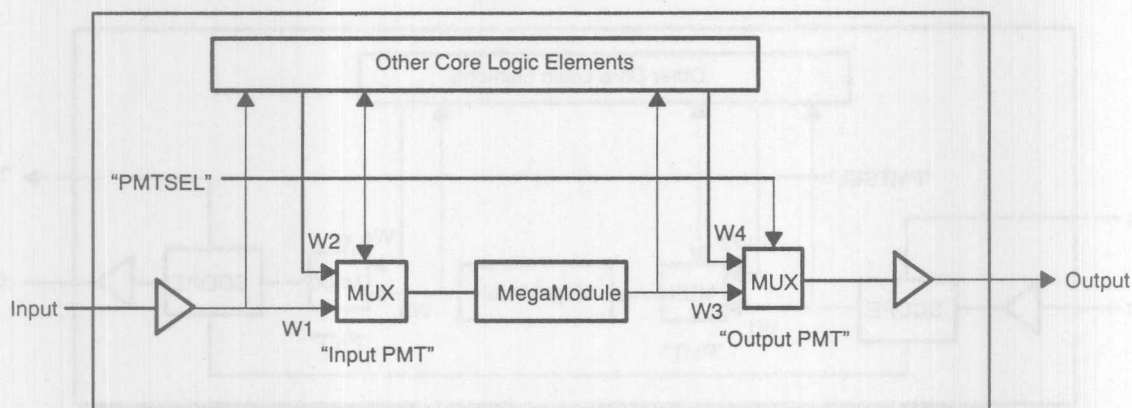 Other Core Logic Elements
“PMTSEL”
W2
W4
MUX
MegaModule
MUX
Input
Output
W1
W3
“Input PMT”
“Output PMT”